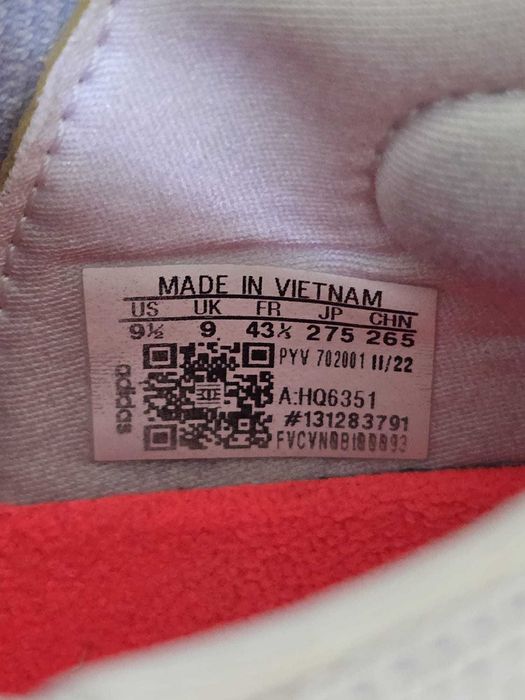 MADE IN VIETNAM
US UK FR JP CHN
9½ 9 43⅓ 275 265
PYV 702001 11/22
adidas
A:HQ6351
#131283791